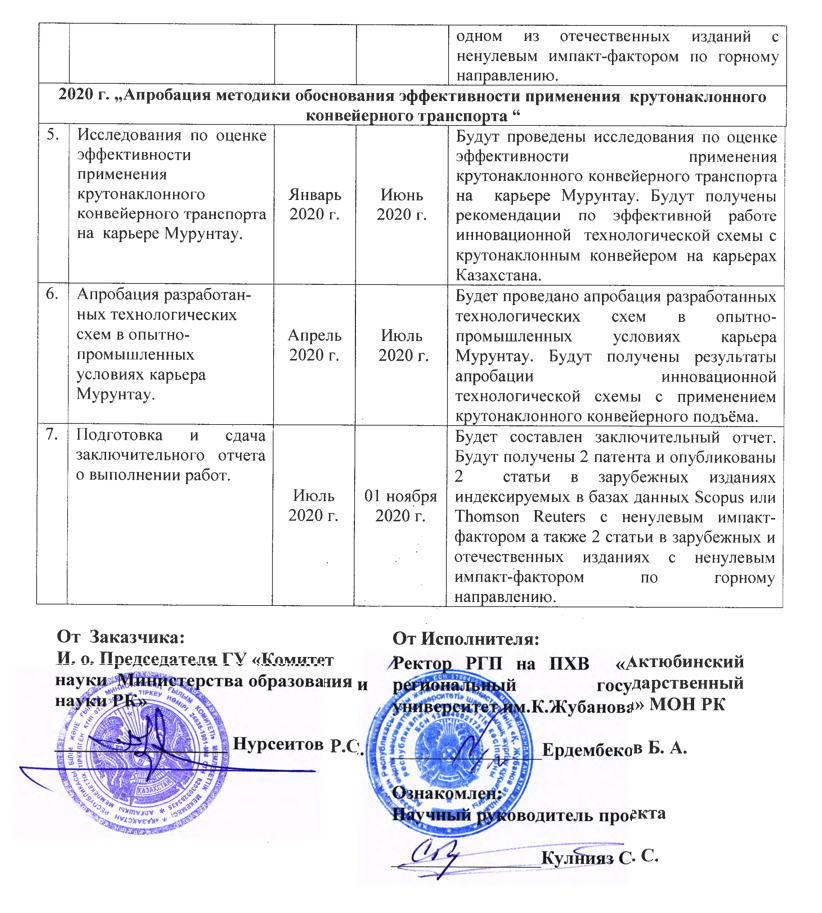 одном из отечественных изданий с
ненулевым импакт-фактором по горному
направлению.
2020 г. „Апробация методики обоснования эффективности применения крутонаклонного
конвейерного транспорта “
5.
Исследования по оценке
эффективности
применения
крутонаклонного
конвейерного транспорта
на карьере Мурунтау.
Январь
2020 г.
Июнь
2020 г.
Будут проведены исследования по оценке
эффективности применения
крутонаклонного конвейерного транспорта
на карьере Мурунтау. Будут получены
рекомендации по эффективной работе
инновационной технологической схемы с
крутонаклонным конвейером на карьерах
Казахстана.
6.
Апробация разработан-
ных технологических
схем в опытно-
промышленных
условиях карьера
Мурунтау.
Апрель
2020 г.
Июль
2020 г.
Будет проведано апробация разработанных
технологических схем в опытно-
промышленных условиях карьера
Мурунтау. Будут получены результаты
апробации инновационной
технологической схемы с применением
крутонаклонного конвейерного подъёма.
7.
Подготовка и сдача
заключительного отчета
о выполнении работ.
Июль
2020 г.
01 ноября
2020 г.
Будет составлен заключительный отчет.
Будут получены 2 патента и опубликованы
2 статьи в зарубежных изданиях
индексируемых в базах данных Scopus или
Thomson Reuters с ненулевым импакт-
фактором а также 2 статьи в зарубежных и
отечественных изданиях с ненулевым
импакт-фактором по горному
направлению.
От Заказчика:
И. о. Председателя ГУ «Комитет
науки Министерства образования и
науки РК»
Нурсеитов Р.С.
От Исполнителя:
Ректор РГП на ПХВ «Актюбинский
региональный государственный
университет им.К.Жубанова» МОН РК
Ердембеков Б. А.
Ознакомлен:
Научный руководитель проекта
Кулнияз С. С.